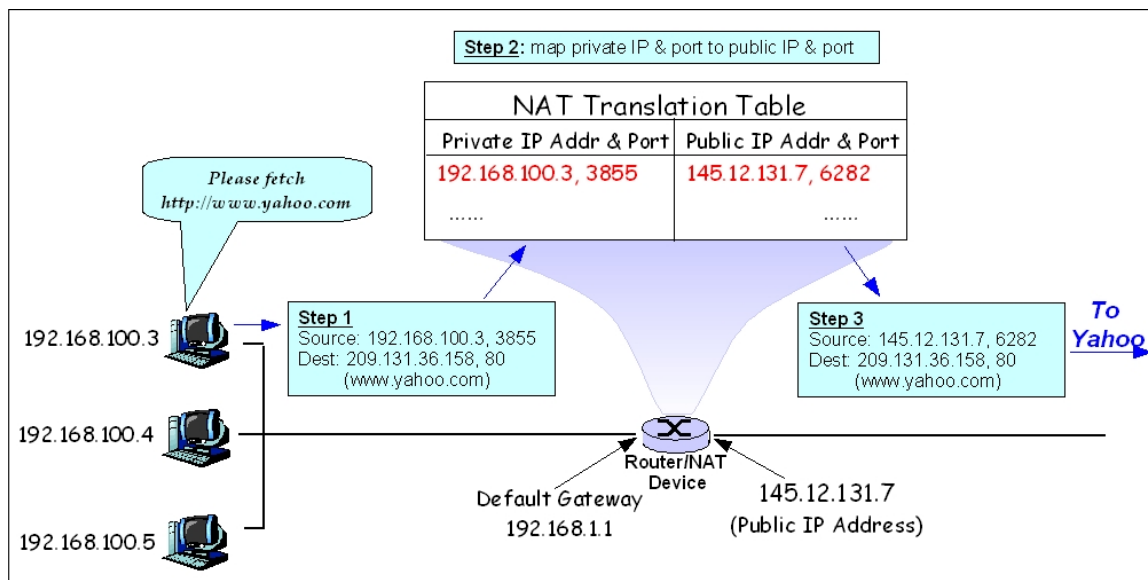 Step 2: map private IP & port to public IP & port
NAT Translation Table
Private IP Addr & Port
Public IP Addr & Port
192.168.100.3, 3855
145.12.131.7, 6282
......
......
Please fetch
http://www.yahoo.com
192.168.100.3
Step 1
Source: 192.168.100.3, 3855
Dest: 209.131.36.158, 80
(www.yahoo.com)
Step 3
Source: 145.12.131.7, 6282
Dest: 209.131.36.158, 80
(www.yahoo.com)
To
Yahoo
192.168.100.4
Router/NAT
Device
Default Gateway
192.168.1.1
145.12.131.7
(Public IP Address)
192.168.100.5